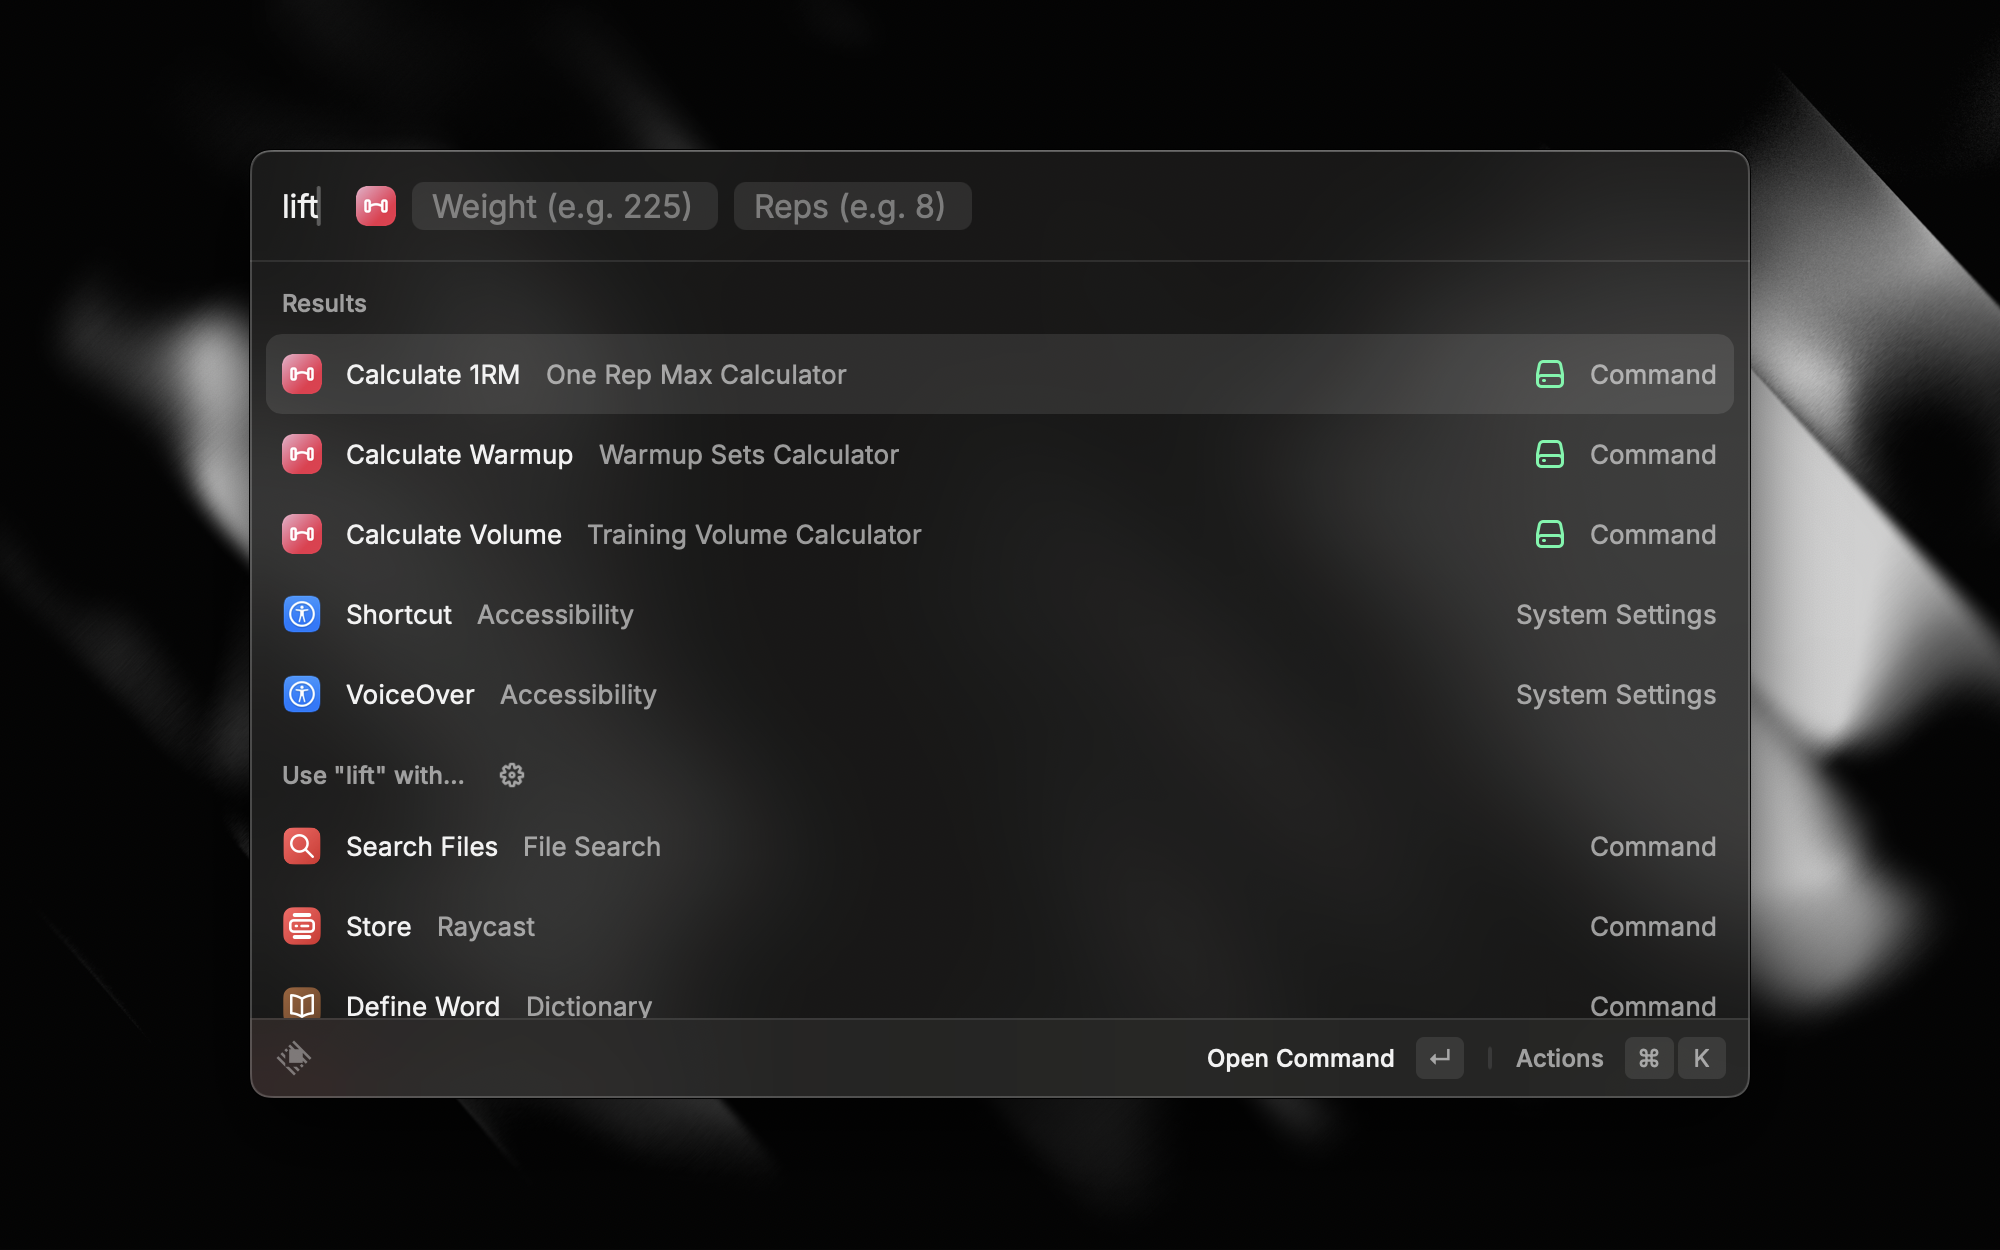 lift Weight (e.g. 225) Reps (e.g. 8)
Results
Calculate 1RM One Rep Max Calculator Command
Calculate Warmup Warmup Sets Calculator Command
Calculate Volume Training Volume Calculator Command
Shortcut Accessibility System Settings
VoiceOver Accessibility System Settings
Use "lift" with...
Search Files File Search Command
Store Raycast Command
Define Word Dictionary Command
Open Command ↵ Actions ⌘ K